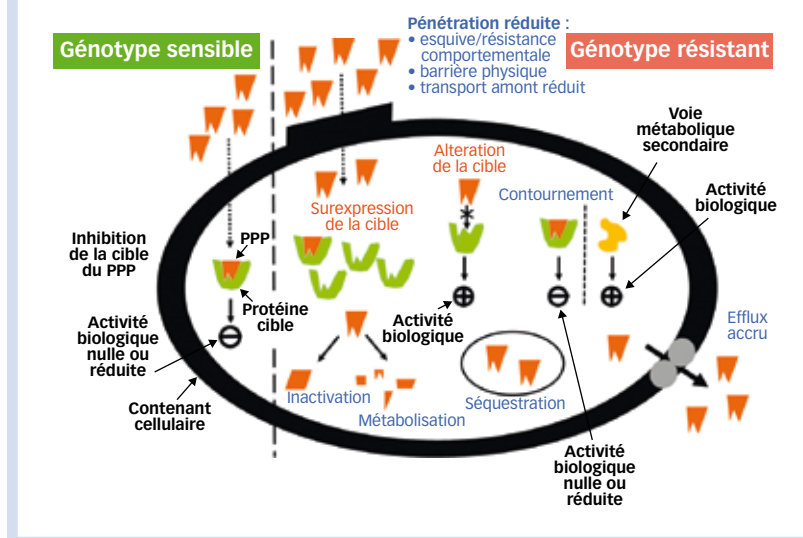 Génotype sensible
Pénétration réduite :
• esquive/résistance
comportementale
• barrière physique
• transport amont réduit
Génotype résistant
Voie
métabolique
secondaire
Alteration
de la cible
Contournement
Activité
biologique
Surexpression
de la cible
Inhibition
de la cible
du PPP
PPP
Protéine
cible
Activité
biologique
nulle ou
réduite
Contenant
cellulaire
Activité
biologique
Inactivation
Métabolisation
Séquestration
Efflux
accru
Activité
biologique
nulle ou
réduite